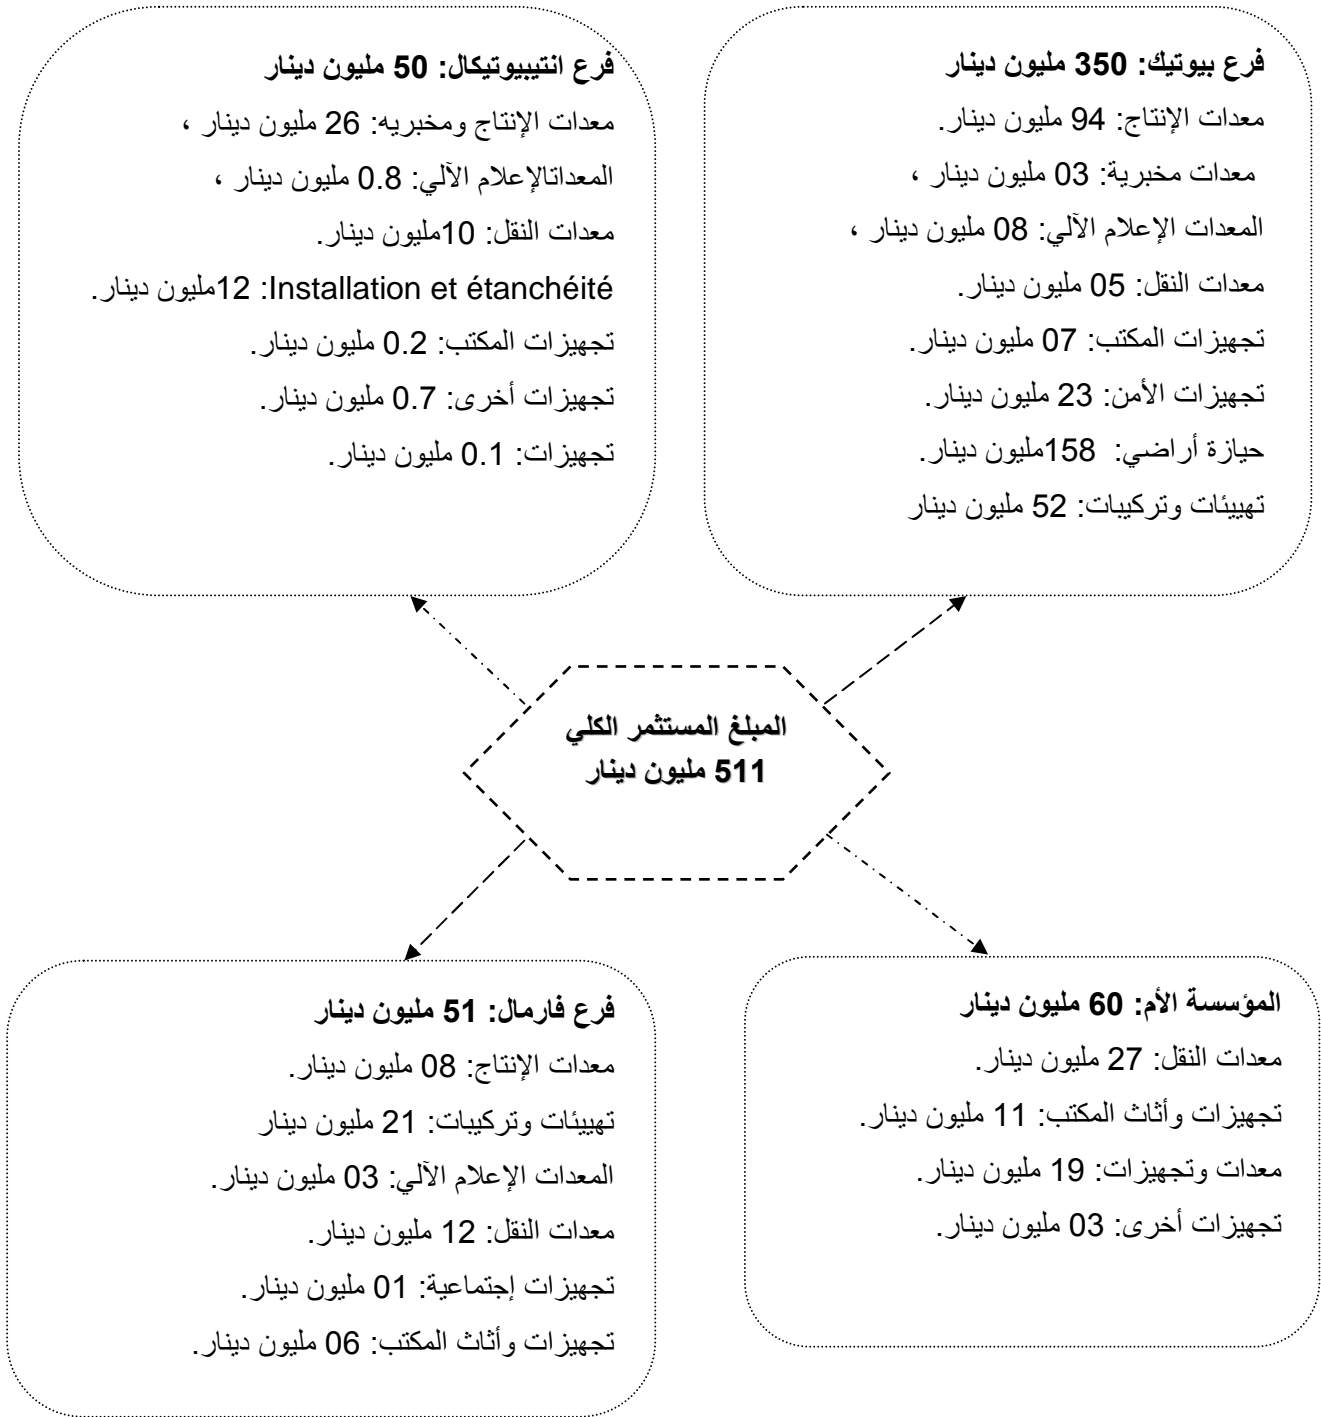 فرع بيوتيك: 350 مليون دينار
معدات الإنتاج: 94 مليون دينار.
معدات مخبرية: 03 مليون دينار ،
المعدات الإعلام الآلي: 08 مليون دينار ،
معدات النقل: 05 مليون دينار.
تجهيزات المكتب: 07 مليون دينار.
تجهيزات الأمن: 23 مليون دينار.
حيازة أراضي: 158مليون دينار.
تهييئات وتركيبات: 52 مليون دينار
فرع انتيبيوتيكال: 50 مليون دينار
معدات الإنتاج ومخبريه: 26 مليون دينار ،
المعداتالإعلام الآلي: 0.8 مليون دينار ،
معدات النقل: 10مليون دينار.
Installation et étanchéité: 12مليون دينار.
تجهيزات المكتب: 0.2 مليون دينار.
تجهيزات أخرى: 0.7 مليون دينار.
تجهيزات: 0.1 مليون دينار.
المبلغ المستثمر الكلي
511 مليون دينار
المؤسسة الأم: 60 مليون دينار
معدات النقل: 27 مليون دينار.
تجهيزات وأثاث المكتب: 11 مليون دينار.
معدات وتجهيزات: 19 مليون دينار.
تجهيزات أخرى: 03 مليون دينار.
فرع فارمال: 51 مليون دينار
معدات الإنتاج: 08 مليون دينار.
تهييئات وتركيبات: 21 مليون دينار
المعدات الإعلام الآلي: 03 مليون دينار.
معدات النقل: 12 مليون دينار.
تجهيزات إجتماعية: 01 مليون دينار.
تجهيزات وأثاث المكتب: 06 مليون دينار.